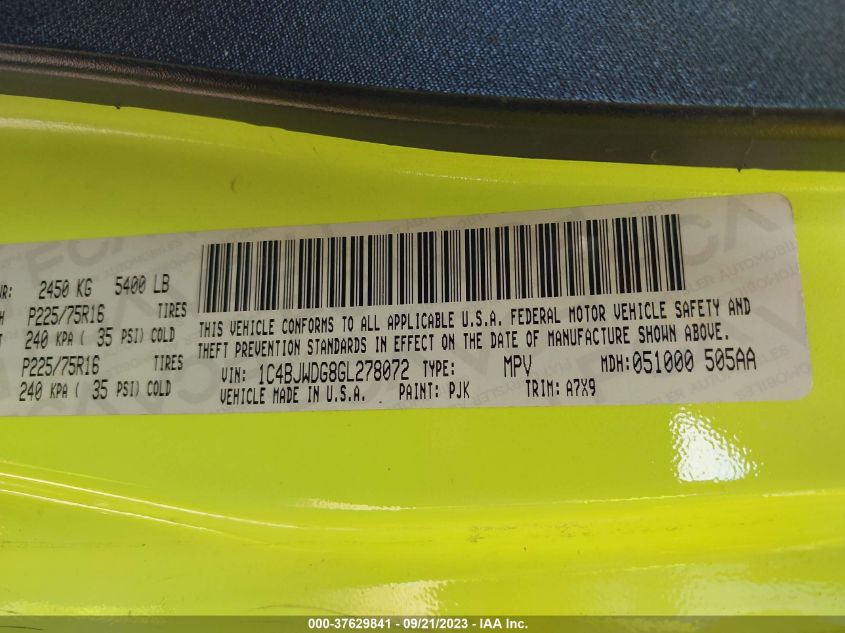 WR: 2450 KG 5400 LB
H P225/75R16 TIRES
T 240 KPA ( 35 PSI) COLD
P225/75R16 TIRES
240 KPA ( 35 PSI) COLD
THIS VEHICLE CONFORMS TO ALL APPLICABLE U.S.A. FEDERAL MOTOR VEHICLE SAFETY AND
THEFT PREVENTION STANDARDS IN EFFECT ON THE DATE OF MANUFACTURE SHOWN ABOVE.
VIN: 1C4BJWDG8GL278072 TYPE: MPV MDH: 051000 505AA
VEHICLE MADE IN U.S.A. PAINT: PJK TRIM: A7X9
000-37629841 - 09/21/2023 - IAA Inc.